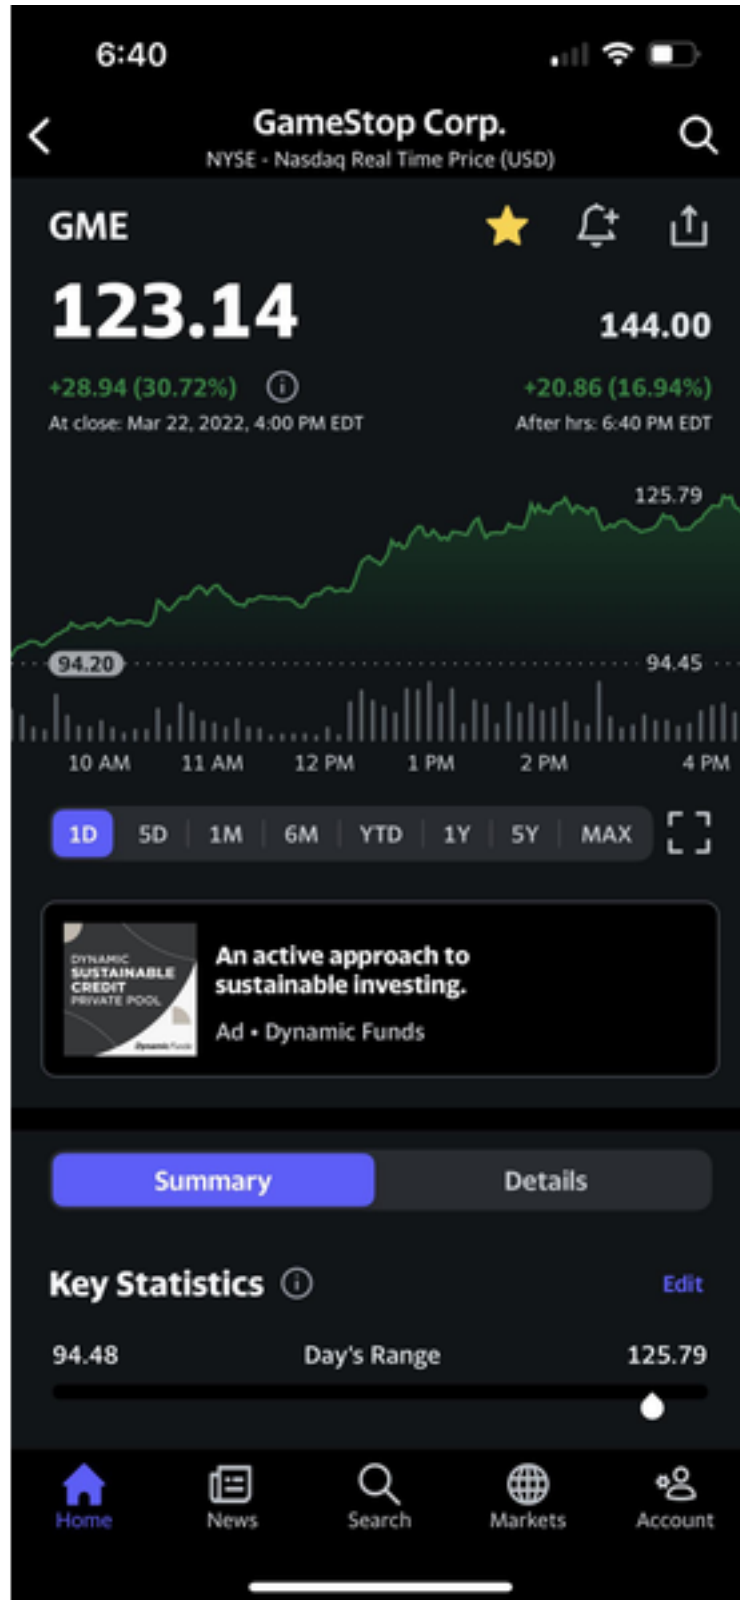 6:40
GameStop Corp.
NYSE - Nasdaq Real Time Price (USD)
GME
123.14
144.00
+28.94 (30.72%)
+20.86 (16.94%)
At close: Mar 22, 2022, 4:00 PM EDT
After hrs: 6:40 PM EDT
125.79
94.20
94.45
10 AM 11 AM 12 PM 1 PM 2 PM 4 PM
1D 5D 1M 6M YTD 1Y 5Y MAX
DYNAMIC
SUSTAINABLE
CREDIT
PRIVATE POOL
Dynamic Funds
An active approach to
sustainable investing.
Ad • Dynamic Funds
Summary Details
Key Statistics
Edit
94.48 Day's Range 125.79
Home News Search Markets Account